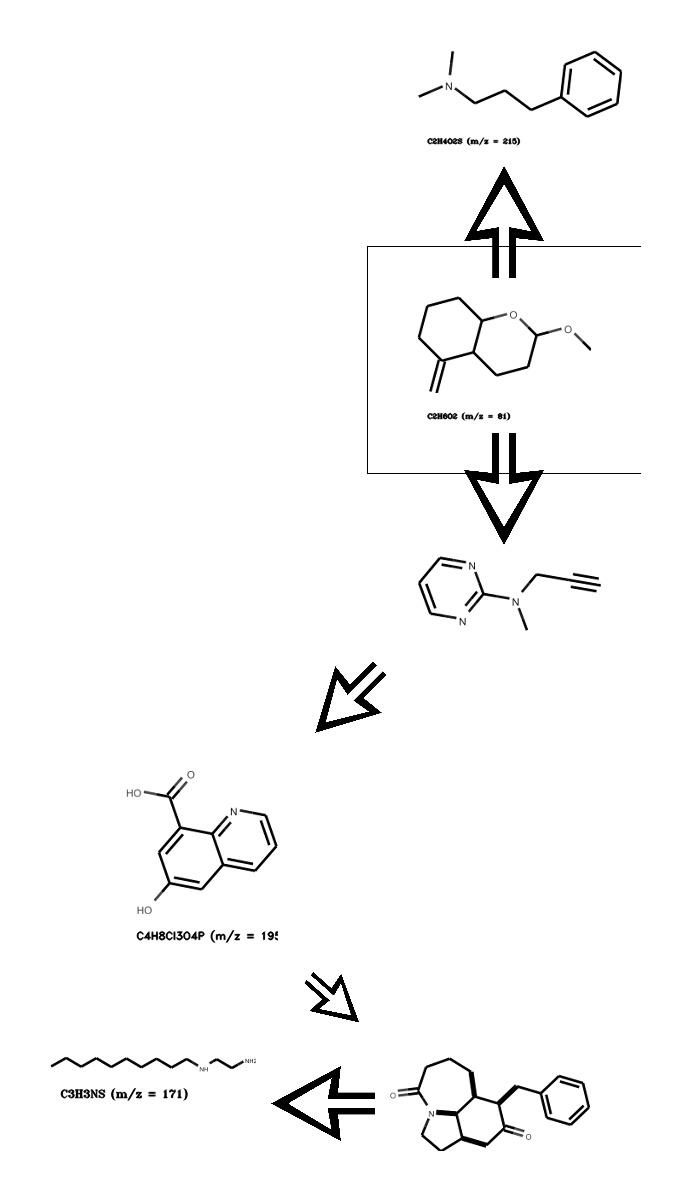 N
C2H4O2S (m/z = 215)
O
O
C2H6O2 (m/z = 81)
N
N
N
O
HO
N
HO
C4H8Cl3O4P (m/z = 195
NH
NH2
C3H3NS (m/z = 171)
O
N
O